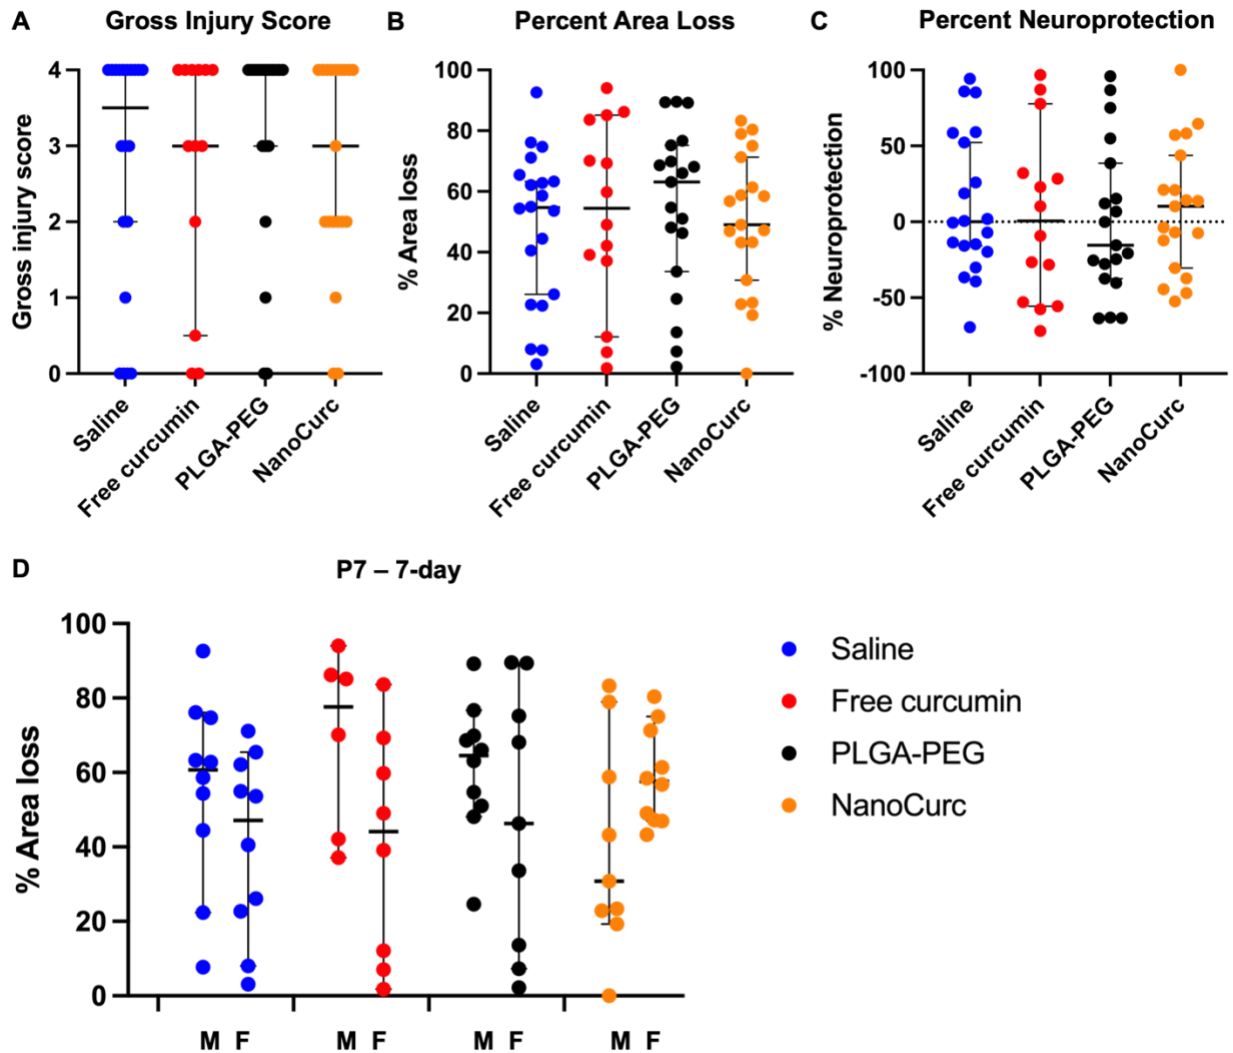 A Gross Injury Score
Gross injury score
4
3
2
1
0
Saline
Free curcumin
PLGA-PEG
NanoCurc
B Percent Area Loss
% Area loss
100
80
60
40
20
0
Saline
Free curcumin
PLGA-PEG
NanoCurc
C Percent Neuroprotection
% Neuroprotection
100
50
0
-50
-100
Saline
Free curcumin
PLGA-PEG
NanoCurc
D P7 – 7-day
% Area loss
100
80
60
40
20
0
M F M F M F M F
Saline
Free curcumin
PLGA-PEG
NanoCurc